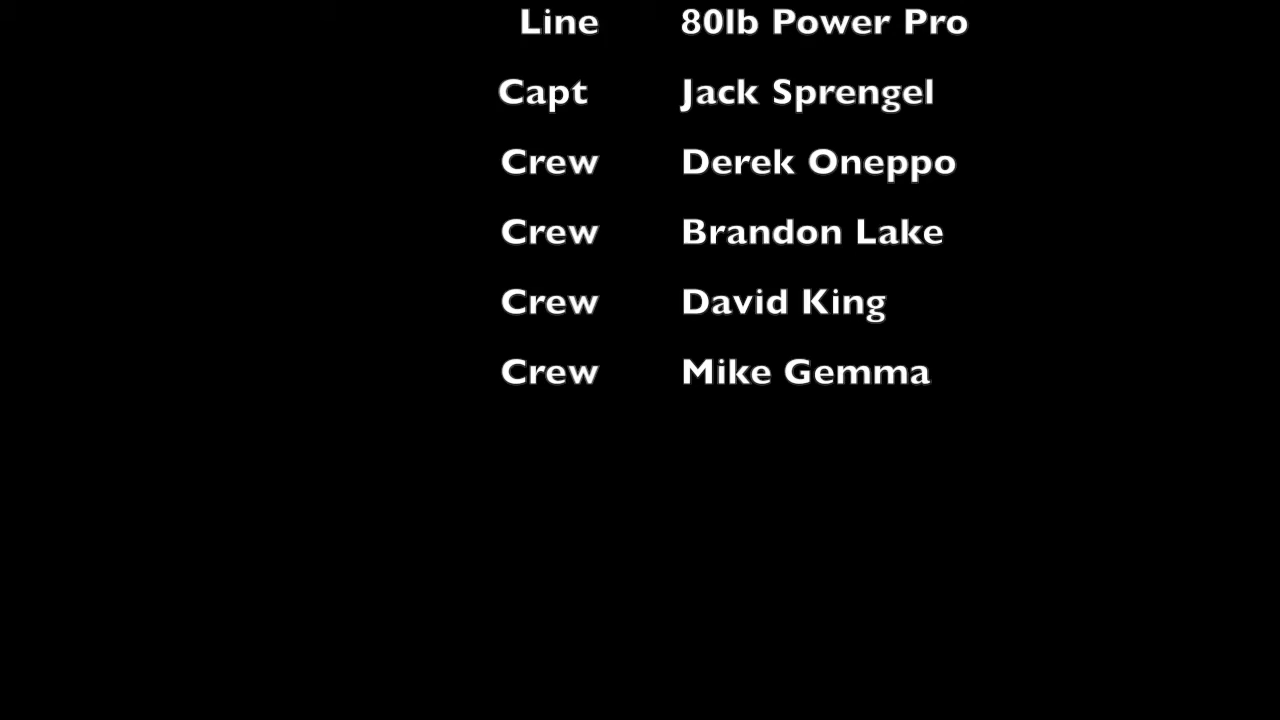 Line 80lb Power Pro
Capt Jack Sprengel
Crew Derek Oneppo
Crew Brandon Lake
Crew David King
Crew Mike Gemma